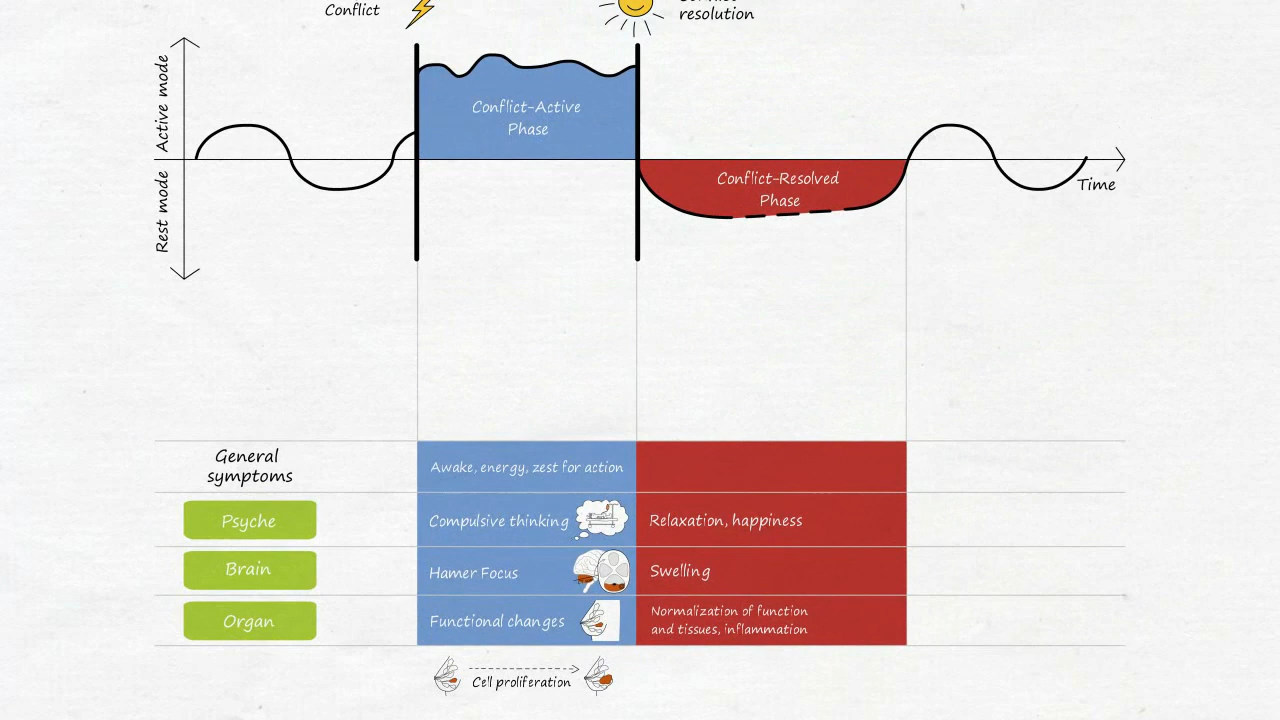 Conflict
resolution
Active mode
Rest mode
Conflict-Active
Phase
Conflict-Resolved
Phase
Time
General
symptoms
Awake, energy, zest for action
Psyche
Compulsive thinking
Relaxation, happiness
Brain
Hamer Focus
Swelling
Organ
Functional changes
Normalization of function
and tissues, inflammation
Cell proliferation